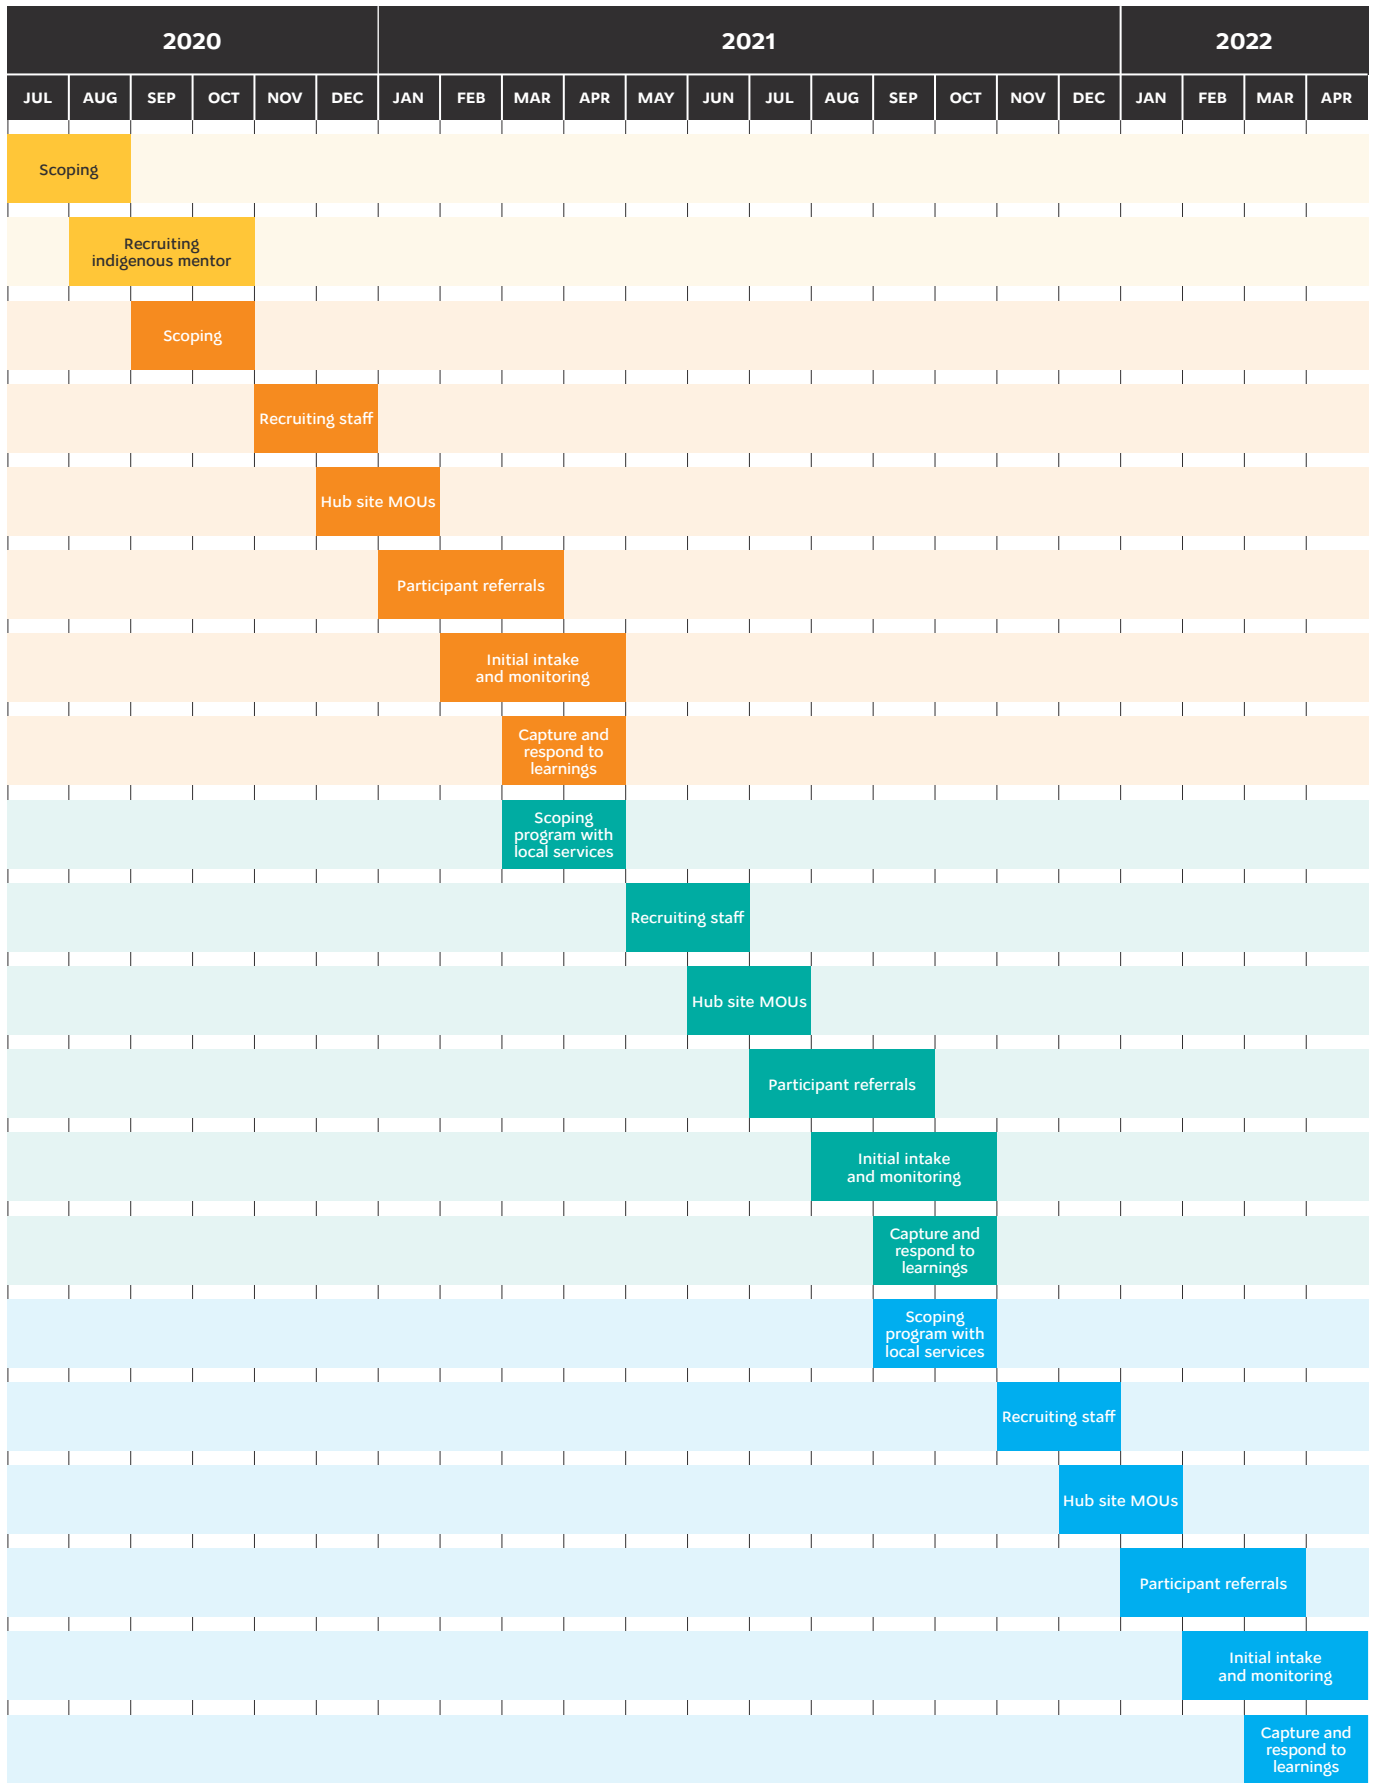 2020 2021 2022
JUL AUG SEP OCT NOV DEC JAN FEB MAR APR MAY JUN JUL AUG SEP OCT NOV DEC JAN FEB MAR APR
Scoping
Recruiting
indigenous mentor
Scoping
Recruiting staff
Hub site MOUs
Participant referrals
Initial intake
and monitoring
Capture and
respond to
learnings
Scoping
program with
local services
Recruiting staff
Hub site MOUs
Participant referrals
Initial intake
and monitoring
Capture and
respond to
learnings
Scoping
program with
local services
Recruiting staff
Hub site MOUs
Participant referrals
Initial intake
and monitoring
Capture and
respond to
learnings